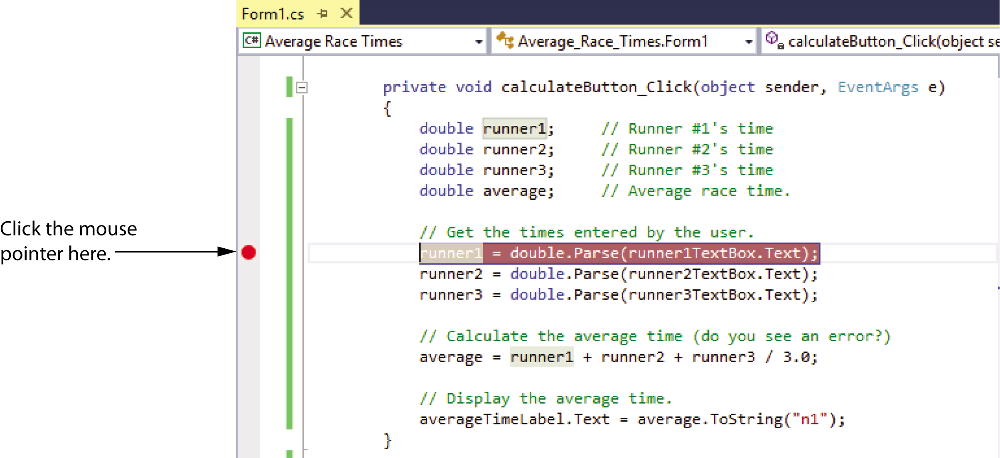 Form1.cs
C# Average Race Times Average_Race_Times.Form1 calculateButton_Click(object se
private void calculateButton_Click(object sender, EventArgs e)
{
double runner1; // Runner #1's time
double runner2; // Runner #2's time
double runner3; // Runner #3's time
double average; // Average race time.
// Get the times entered by the user.
Click the mouse
pointer here.
runner1 = double.Parse(runner1TextBox.Text);
runner2 = double.Parse(runner2TextBox.Text);
runner3 = double.Parse(runner3TextBox.Text);
// Calculate the average time (do you see an error?)
average = runner1 + runner2 + runner3 / 3.0;
// Display the average time.
averageTimeLabel.Text = average.ToString("n1");
}